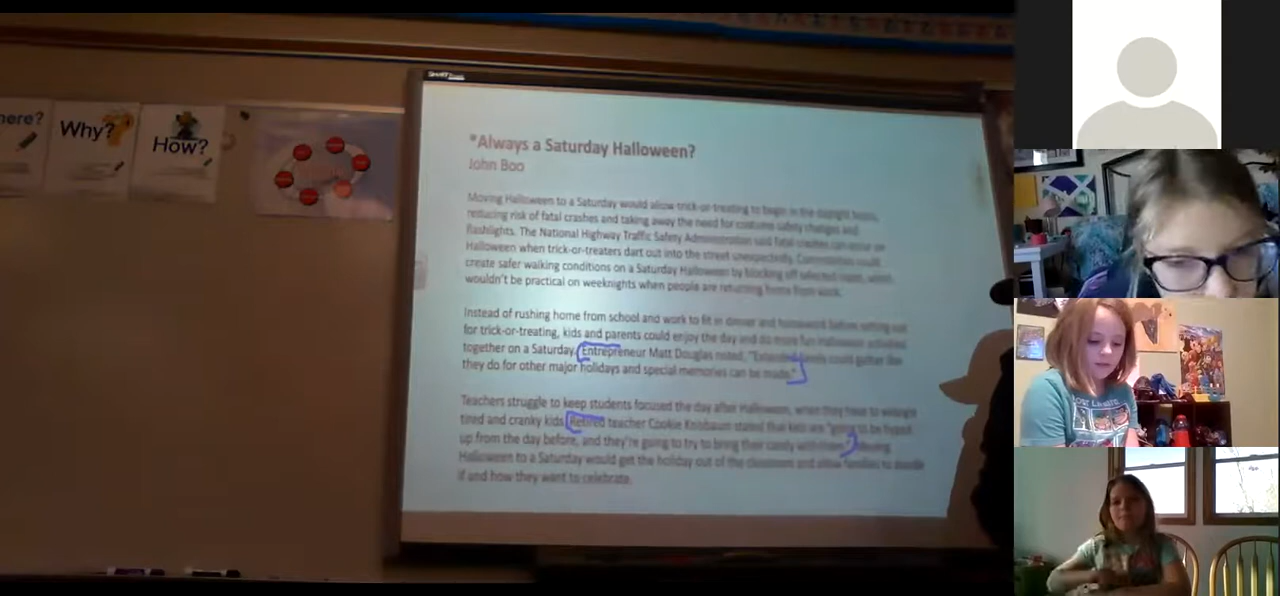 here?
Why?
How?
SMART
*Always a Saturday Halloween?
John Boo
Moving Halloween to a Saturday would allow trick-or-treating to begin in the daylight hours,
reducing risk of fatal crashes and taking away the need for costume safety changes and
flashlights. The National Highway Traffic Safety Administration said fatal crashes can occur on
Halloween when trick-or-treaters dart out into the street unexpectedly. Communities could
create safer walking conditions on a Saturday Halloween by blocking off selected roads, which
wouldn't be practical on weeknights when people are returning home from work.
Instead of rushing home from school and work to fit in dinner and homework before setting out
for trick-or-treating, kids and parents could enjoy the day and do more fun Halloween activities
together on a Saturday. Entrepreneur Matt Douglas noted, "Extended family could gather like
they do for other major holidays and special memories can be made."
Teachers struggle to keep students focused the day after Halloween, when they have to wrangle
tired and cranky kids. Retired teacher Cookie Knisbaum stated that kids are "going to be hyped
up from the day before, and they're going to try to bring their candy with them." Moving
Halloween to a Saturday would get the holiday out of the classroom and allow families to decide
if and how they want to celebrate.